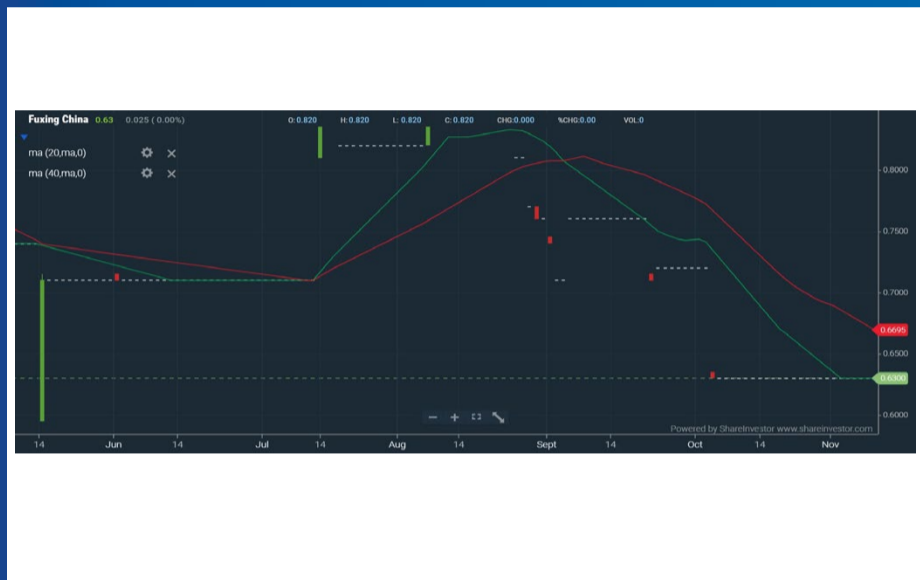 Fuxing China 0.63 0.025 ( 0.00%) O: 0.820 H: 0.820 L: 0.820 C: 0.820 CHG:0.000 %CHG:0.00 VOL:0
ma (20,ma,0)
ma (40,ma,0)
0.8000
0.7500
0.7000
0.6695
0.6500
0.6300
0.6000
Powered by ShareInvestor www.shareinvestor.com
14 Jun 14 Jul 14 Aug 14 Sept 14 Oct 14 Nov